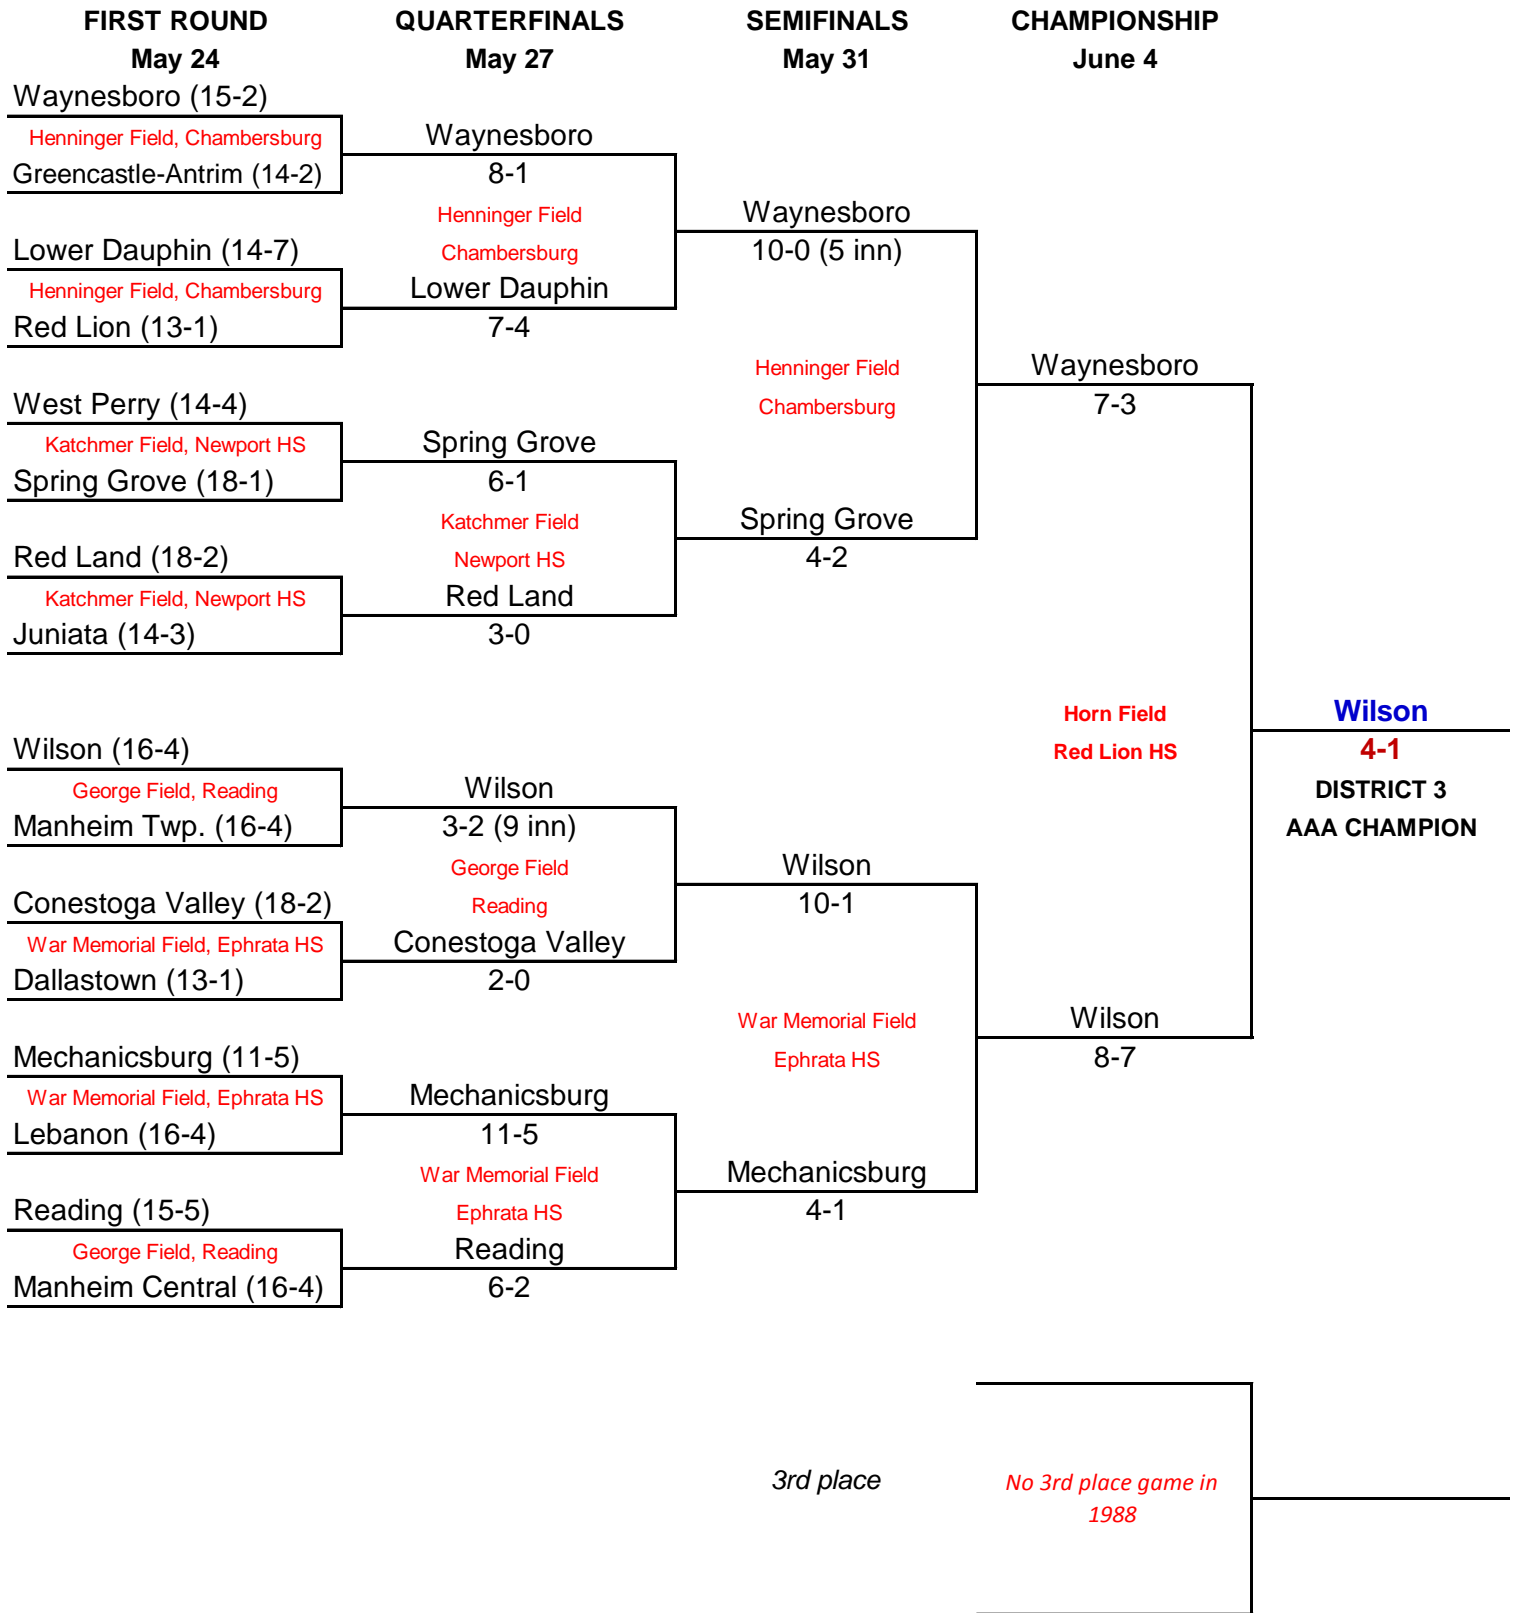 FIRST ROUND
May 24
QUARTERFINALS
May 27
SEMIFINALS
May 31
CHAMPIONSHIP
June 4
Waynesboro (15-2)
Henninger Field, Chambersburg
Greencastle-Antrim (14-2)
Lower Dauphin (14-7)
Henninger Field, Chambersburg
Red Lion (13-1)
West Perry (14-4)
Katchmer Field, Newport HS
Spring Grove (18-1)
Red Land (18-2)
Katchmer Field, Newport HS
Juniata (14-3)
Wilson (16-4)
George Field, Reading
Manheim Twp. (16-4)
Conestoga Valley (18-2)
War Memorial Field, Ephrata HS
Dallastown (13-1)
Mechanicsburg (11-5)
War Memorial Field, Ephrata HS
Lebanon (16-4)
Reading (15-5)
George Field, Reading
Manheim Central (16-4)
Waynesboro
8-1
Henninger Field
Chambersburg
Lower Dauphin
7-4
Spring Grove
6-1
Katchmer Field
Newport HS
Red Land
3-0
Wilson
3-2 (9 inn)
George Field
Reading
Conestoga Valley
2-0
Mechanicsburg
11-5
War Memorial Field
Ephrata HS
Reading
6-2
Waynesboro
10-0 (5 inn)
Henninger Field
Chambersburg
Spring Grove
4-2
Wilson
10-1
War Memorial Field
Ephrata HS
Mechanicsburg
4-1
Waynesboro
7-3
Horn Field
Red Lion HS
Wilson
8-7
Wilson
4-1
DISTRICT 3
AAA CHAMPION
3rd place
No 3rd place game in
1988